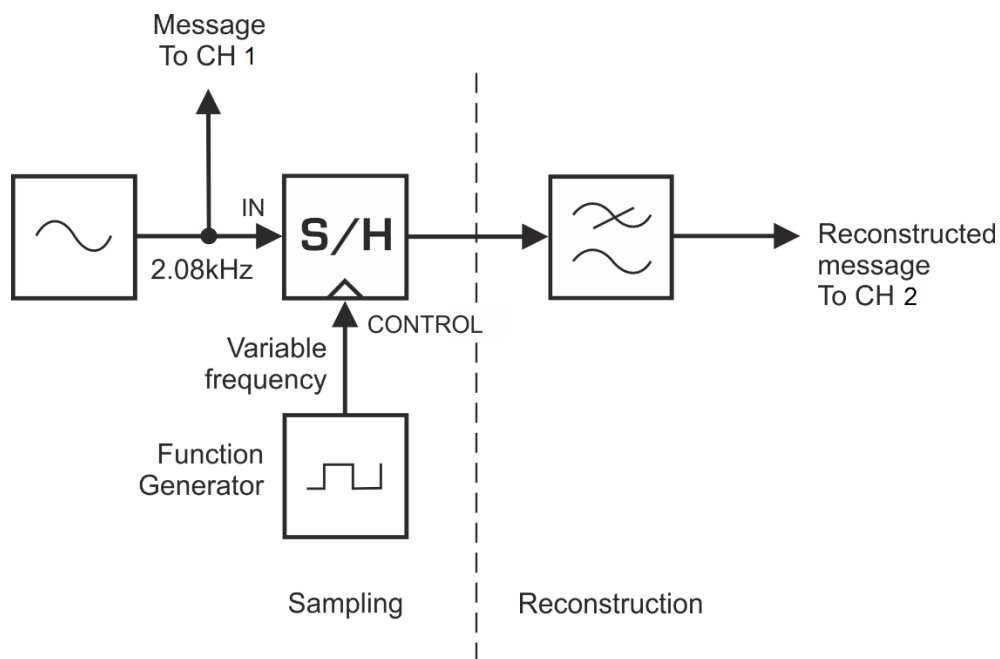 Message
To CH 1
IN
S/H
2.08kHz
Reconstructed
message
To CH 2
CONTROL
Variable
frequency
Function
Generator
Sampling
Reconstruction